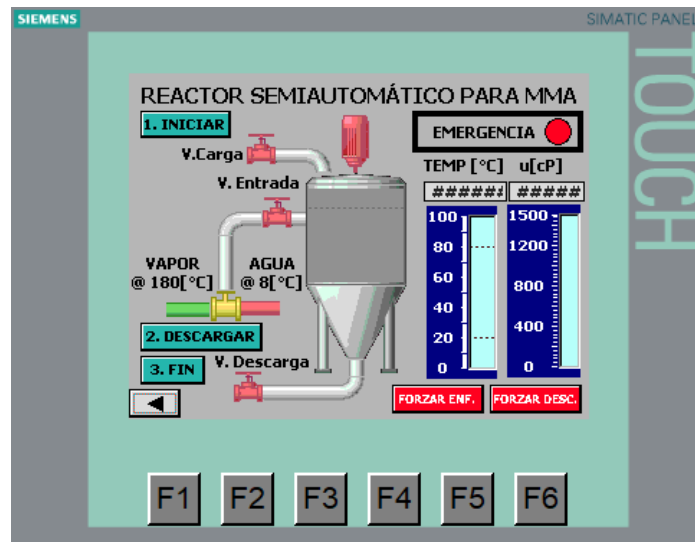 SIEMENS
SIMATIC PANEL
TOUCH
REACTOR SEMIAUTOMÁTICO PARA MMA
1. INICIAR
EMERGENCIA
V.Carga
TEMP [°C] u[cP]
V. Entrada
###### #####
100
80
60
40
20
0
1500
1200
800
400
0
VAPOR
@ 180[°C]
AGUA
@ 8[°C]
2. DESCARGAR
3. FIN
V. Descarga
FORZAR ENF. FORZAR DESC.
F1 F2 F3 F4 F5 F6